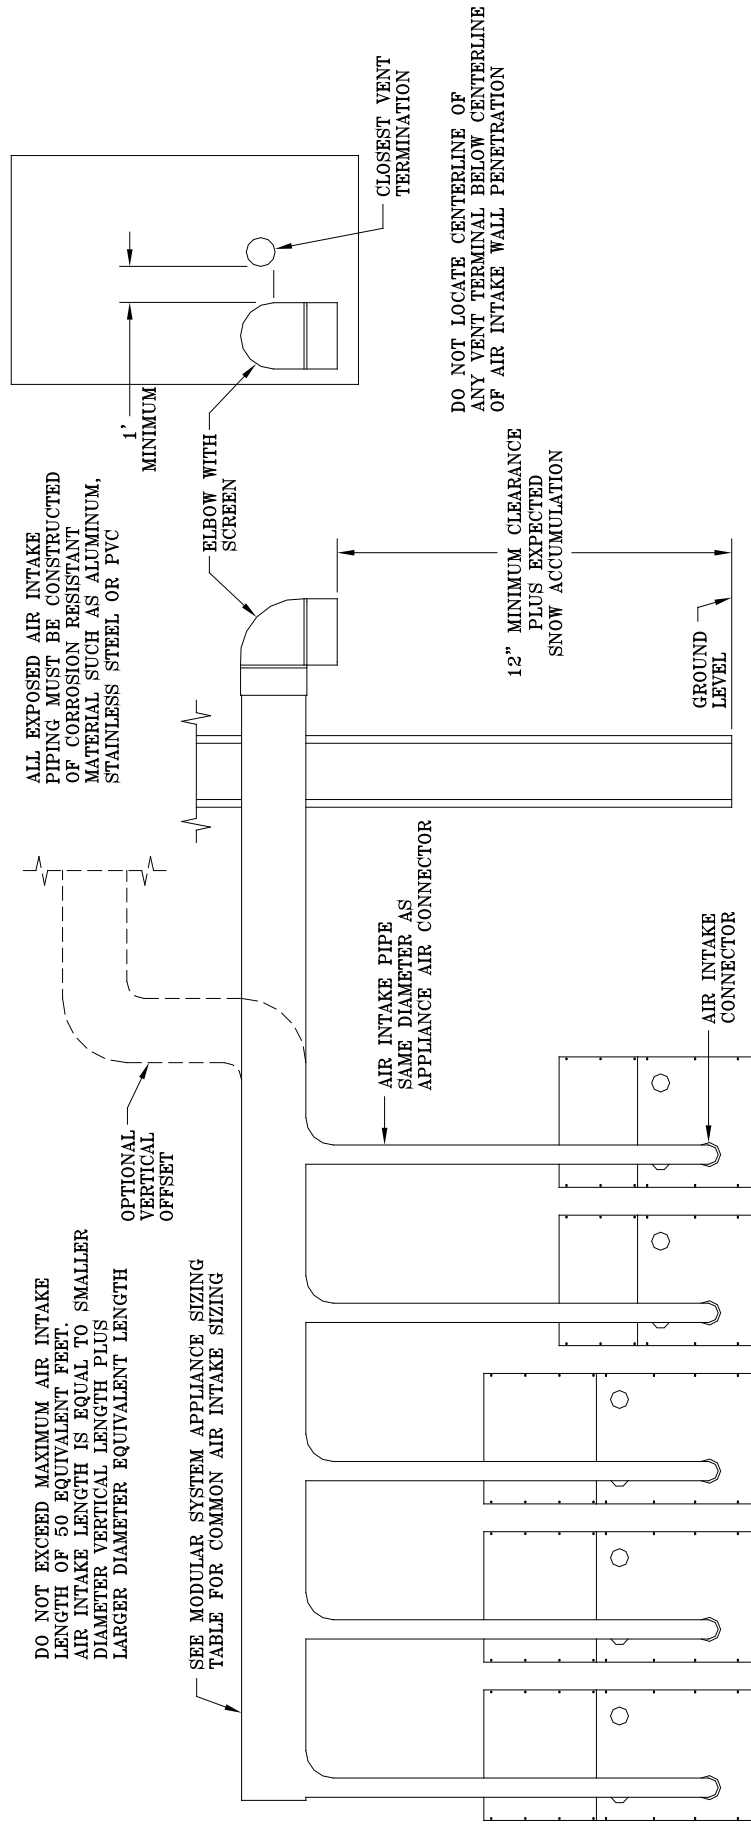 DO NOT EXCEED MAXIMUM AIR INTAKE
LENGTH OF 50 EQUIVALENT FEET.
AIR INTAKE LENGTH IS EQUAL TO SMALLER
DIAMETER VERTICAL LENGTH PLUS
LARGER DIAMETER EQUIVALENT LENGTH
OPTIONAL
VERTICAL
OFFSET
SEE MODULAR SYSTEM APPLIANCE SIZING
TABLE FOR COMMON AIR INTAKE SIZING
AIR INTAKE PIPE
SAME DIAMETER AS
APPLIANCE AIR CONNECTOR
AIR INTAKE
CONNECTOR
ALL EXPOSED AIR INTAKE
PIPING MUST BE CONSTRUCTED
OF CORROSION RESISTANT
MATERIAL SUCH AS ALUMINUM,
STAINLESS STEEL OR PVC
1'
MINIMUM
ELBOW WITH
SCREEN
CLOSEST VENT
TERMINATION
DO NOT LOCATE CENTERLINE OF
ANY VENT TERMINAL BELOW CENTERLINE
OF AIR INTAKE WALL PENETRATION
12" MINIMUM CLEARANCE
PLUS EXPECTED
SNOW ACCUMULATION
GROUND
LEVEL